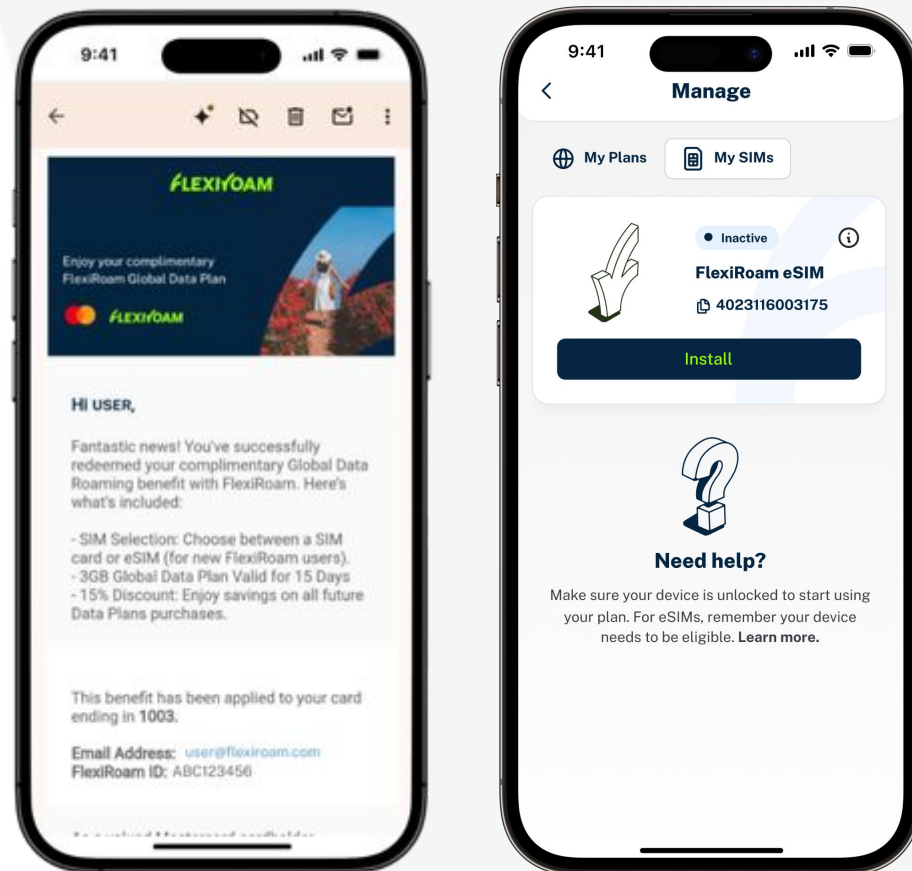 9:41
FLEXIROAM
Enjoy your complimentary
FlexiRoam Global Data Plan
FLEXIROAM
HI USER,
Fantastic news! You've successfully
redeemed your complimentary Global Data
Roaming benefit with FlexiRoam. Here's
what's included:
- SIM Selection: Choose between a SIM
card or eSIM (for new FlexiRoam users).
- 3GB Global Data Plan Valid for 15 Days
- 15% Discount: Enjoy savings on all future
Data Plans purchases.
This benefit has been applied to your card
ending in 1003.
Email Address: user@flexiroam.com
FlexiRoam ID: ABC123456
9:41
Manage
My Plans
My SIMs
Inactive
FlexiRoam eSIM
4023116003175
Install
Need help?
Make sure your device is unlocked to start using
your plan. For eSIMs, remember your device
needs to be eligible. Learn more.